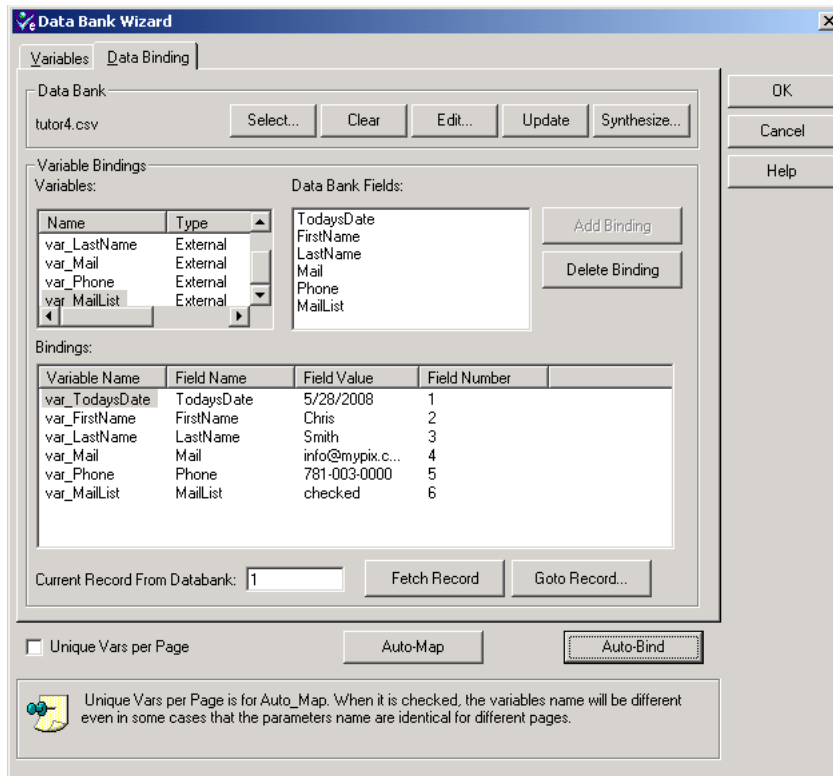 Data Bank Wizard
Variables Data Binding
Data Bank
tutor4.csv Select... Clear Edit... Update Synthesize...
OK
Cancel
Help
Variable Bindings
Variables: Data Bank Fields:
Name Type
var_LastName External
var_Mail External
var_Phone External
var_MailList External
TodaysDate
FirstName
LastName
Mail
Phone
MailList
Add Binding
Delete Binding
Bindings:
Variable Name Field Name Field Value Field Number
var_TodaysDate TodaysDate 5/28/2008 1
var_FirstName FirstName Chris 2
var_LastName LastName Smith 3
var_Mail Mail info@mypix.c... 4
var_Phone Phone 781-003-0000 5
var_MailList MailList checked 6
Current Record From Databank: 1 Fetch Record Goto Record...
Unique Vars per Page Auto-Map Auto-Bind
Unique Vars per Page is for Auto_Map. When it is checked, the variables name will be different
even in some cases that the parameters name are identical for different pages.